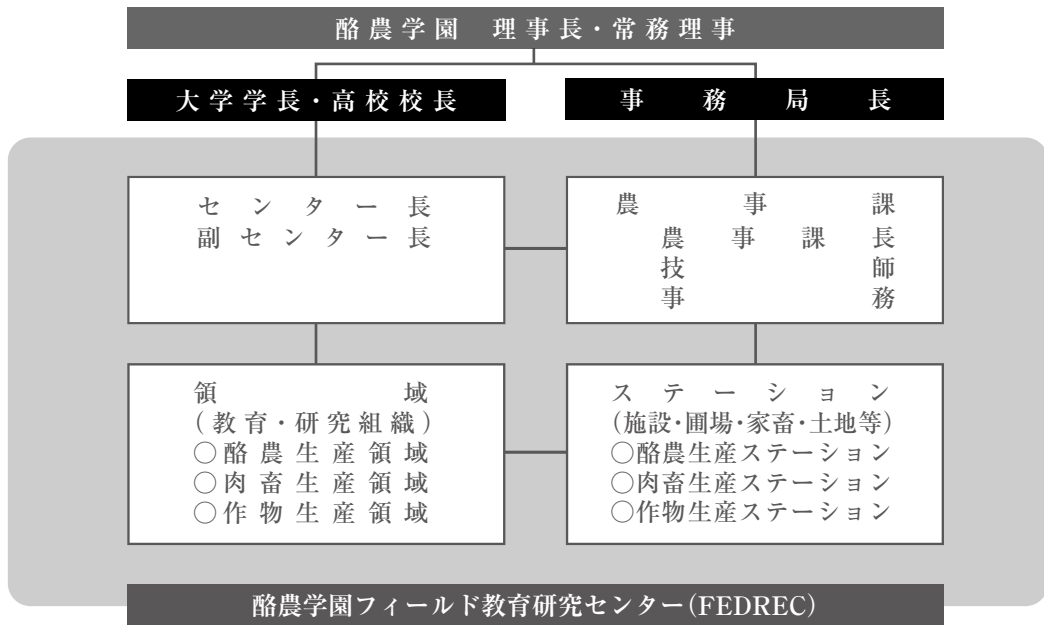 酪農学園 理事長・常務理事
大学学長・高校校長
事務局長
センター長
副センター長
農事課
農事課長
技師
事務
領域
(教育・研究組織)
○酪農生産領域
○肉畜生産領域
○作物生産領域
ステーション
(施設・圃場・家畜・土地等)
○酪農生産ステーション
○肉畜生産ステーション
○作物生産ステーション
酪農学園フィールド教育研究センター(FEDREC)